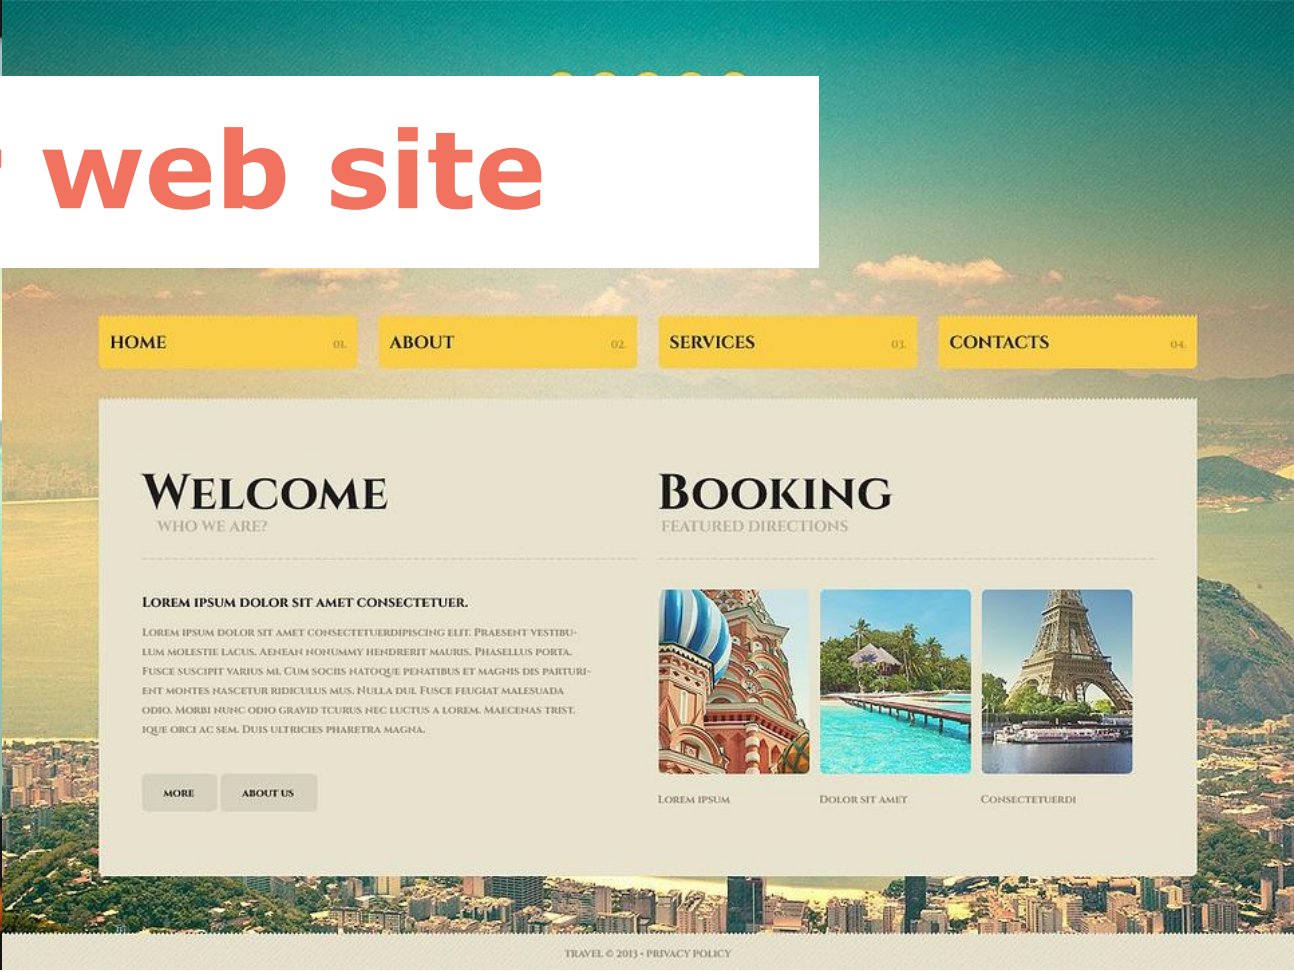 web site
HOME 01.
ABOUT 02.
SERVICES 03.
CONTACTS 04.
WELCOME
WHO WE ARE?
LOREM IPSUM DOLOR SIT AMET CONSECTETUER.
LOREM IPSUM DOLOR SIT AMET CONSECTETUERDIPISCING ELIT. PRAESENT VESTIBU-
LUM MOLESTIE LACUS. AENEAN NONUMMY HENDRERIT MAURIS. PHASELLUS PORTA.
FUSCE SUSCIPIT VARIUS MI. CUM SOCIIS NATOQUE PENATIBUS ET MAGNIS DIS PARTURI-
ENT MONTES NASCETUR RIDICULUS MUS. NULLA DUI. FUSCE FEUGIAT MALESUADA
ODIO. MORBI NUNC ODIO GRAVID TCURUS NEC LUCTUS A LOREM. MAECENAS TRIST.
IQUE ORCI AC SEM. DUIS ULTRICIES PHARETRA MAGNA.
MORE
ABOUT US
BOOKING
FEATURED DIRECTIONS
LOREM IPSUM
DOLOR SIT AMET
CONSECTETUERDI
TRAVEL © 2013 • PRIVACY POLICY